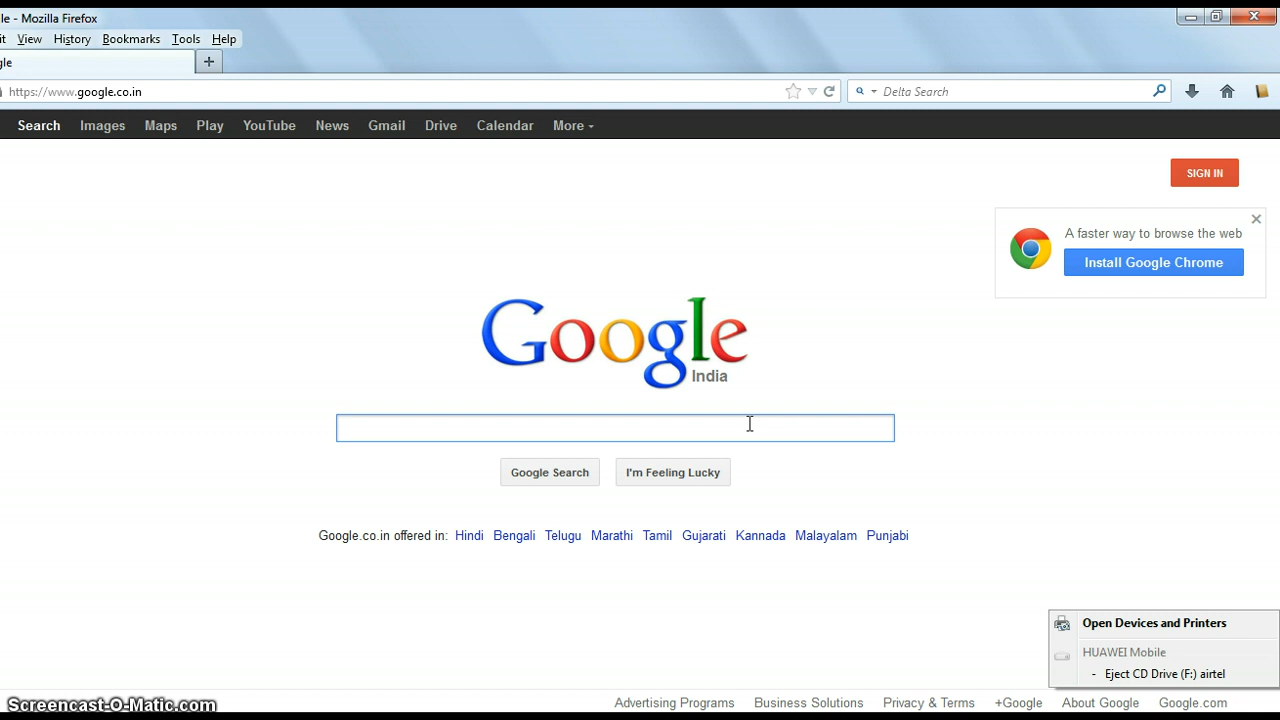 le - Mozilla Firefox
it View History Bookmarks Tools Help
gle +
https://www.google.co.in Delta Search
Search Images Maps Play YouTube News Gmail Drive Calendar More
SIGN IN
A faster way to browse the web
Install Google Chrome
Google
India
Google Search I'm Feeling Lucky
Google.co.in offered in: Hindi Bengali Telugu Marathi Tamil Gujarati Kannada Malayalam Punjabi
Open Devices and Printers
HUAWEI Mobile
- Eject CD Drive (F:) airtel
Advertising Programs Business Solutions Privacy & Terms +Google About Google Google.com
Screencast-O-Matic.com